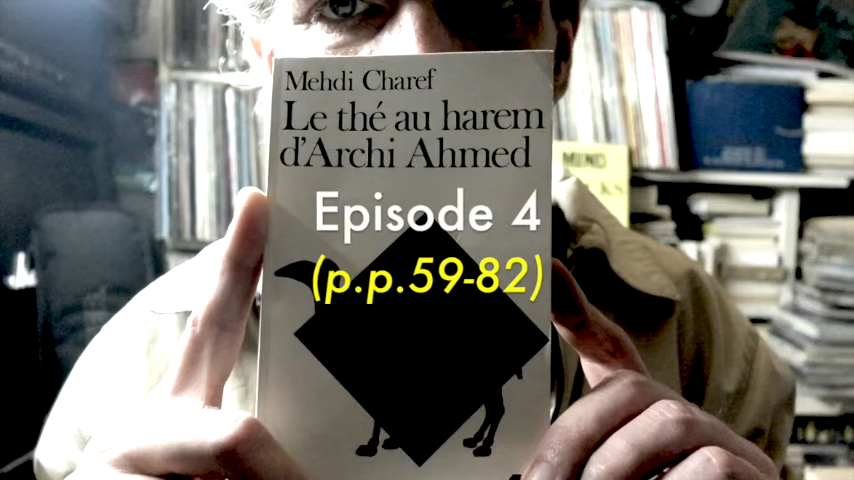 Mehdi Charef
Le thé au harem
d'Archi Ahmed
Episode 4
(p.p.59-82)